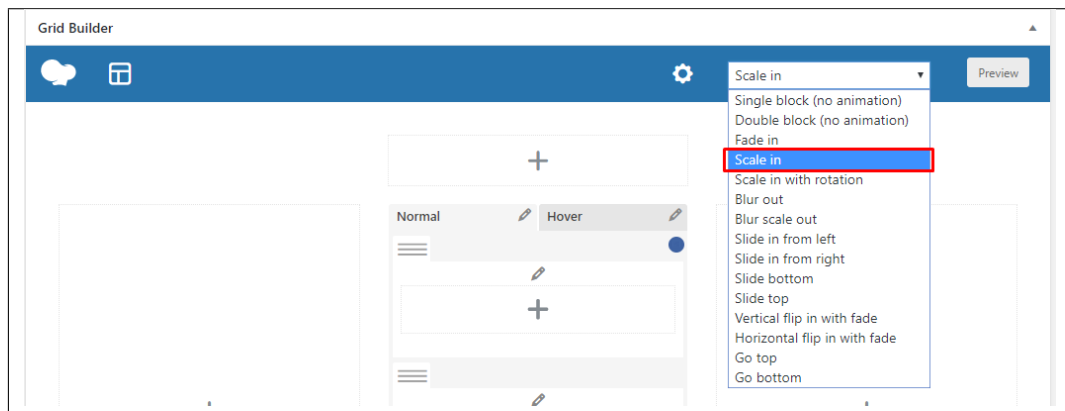 Grid Builder
Scale in
Preview
Single block (no animation)
Double block (no animation)
Fade in
Scale in
Scale in with rotation
Blur out
Blur scale out
Slide in from left
Slide in from right
Slide bottom
Slide top
Vertical flip in with fade
Horizontal flip in with fade
Go top
Go bottom
Normal
Hover